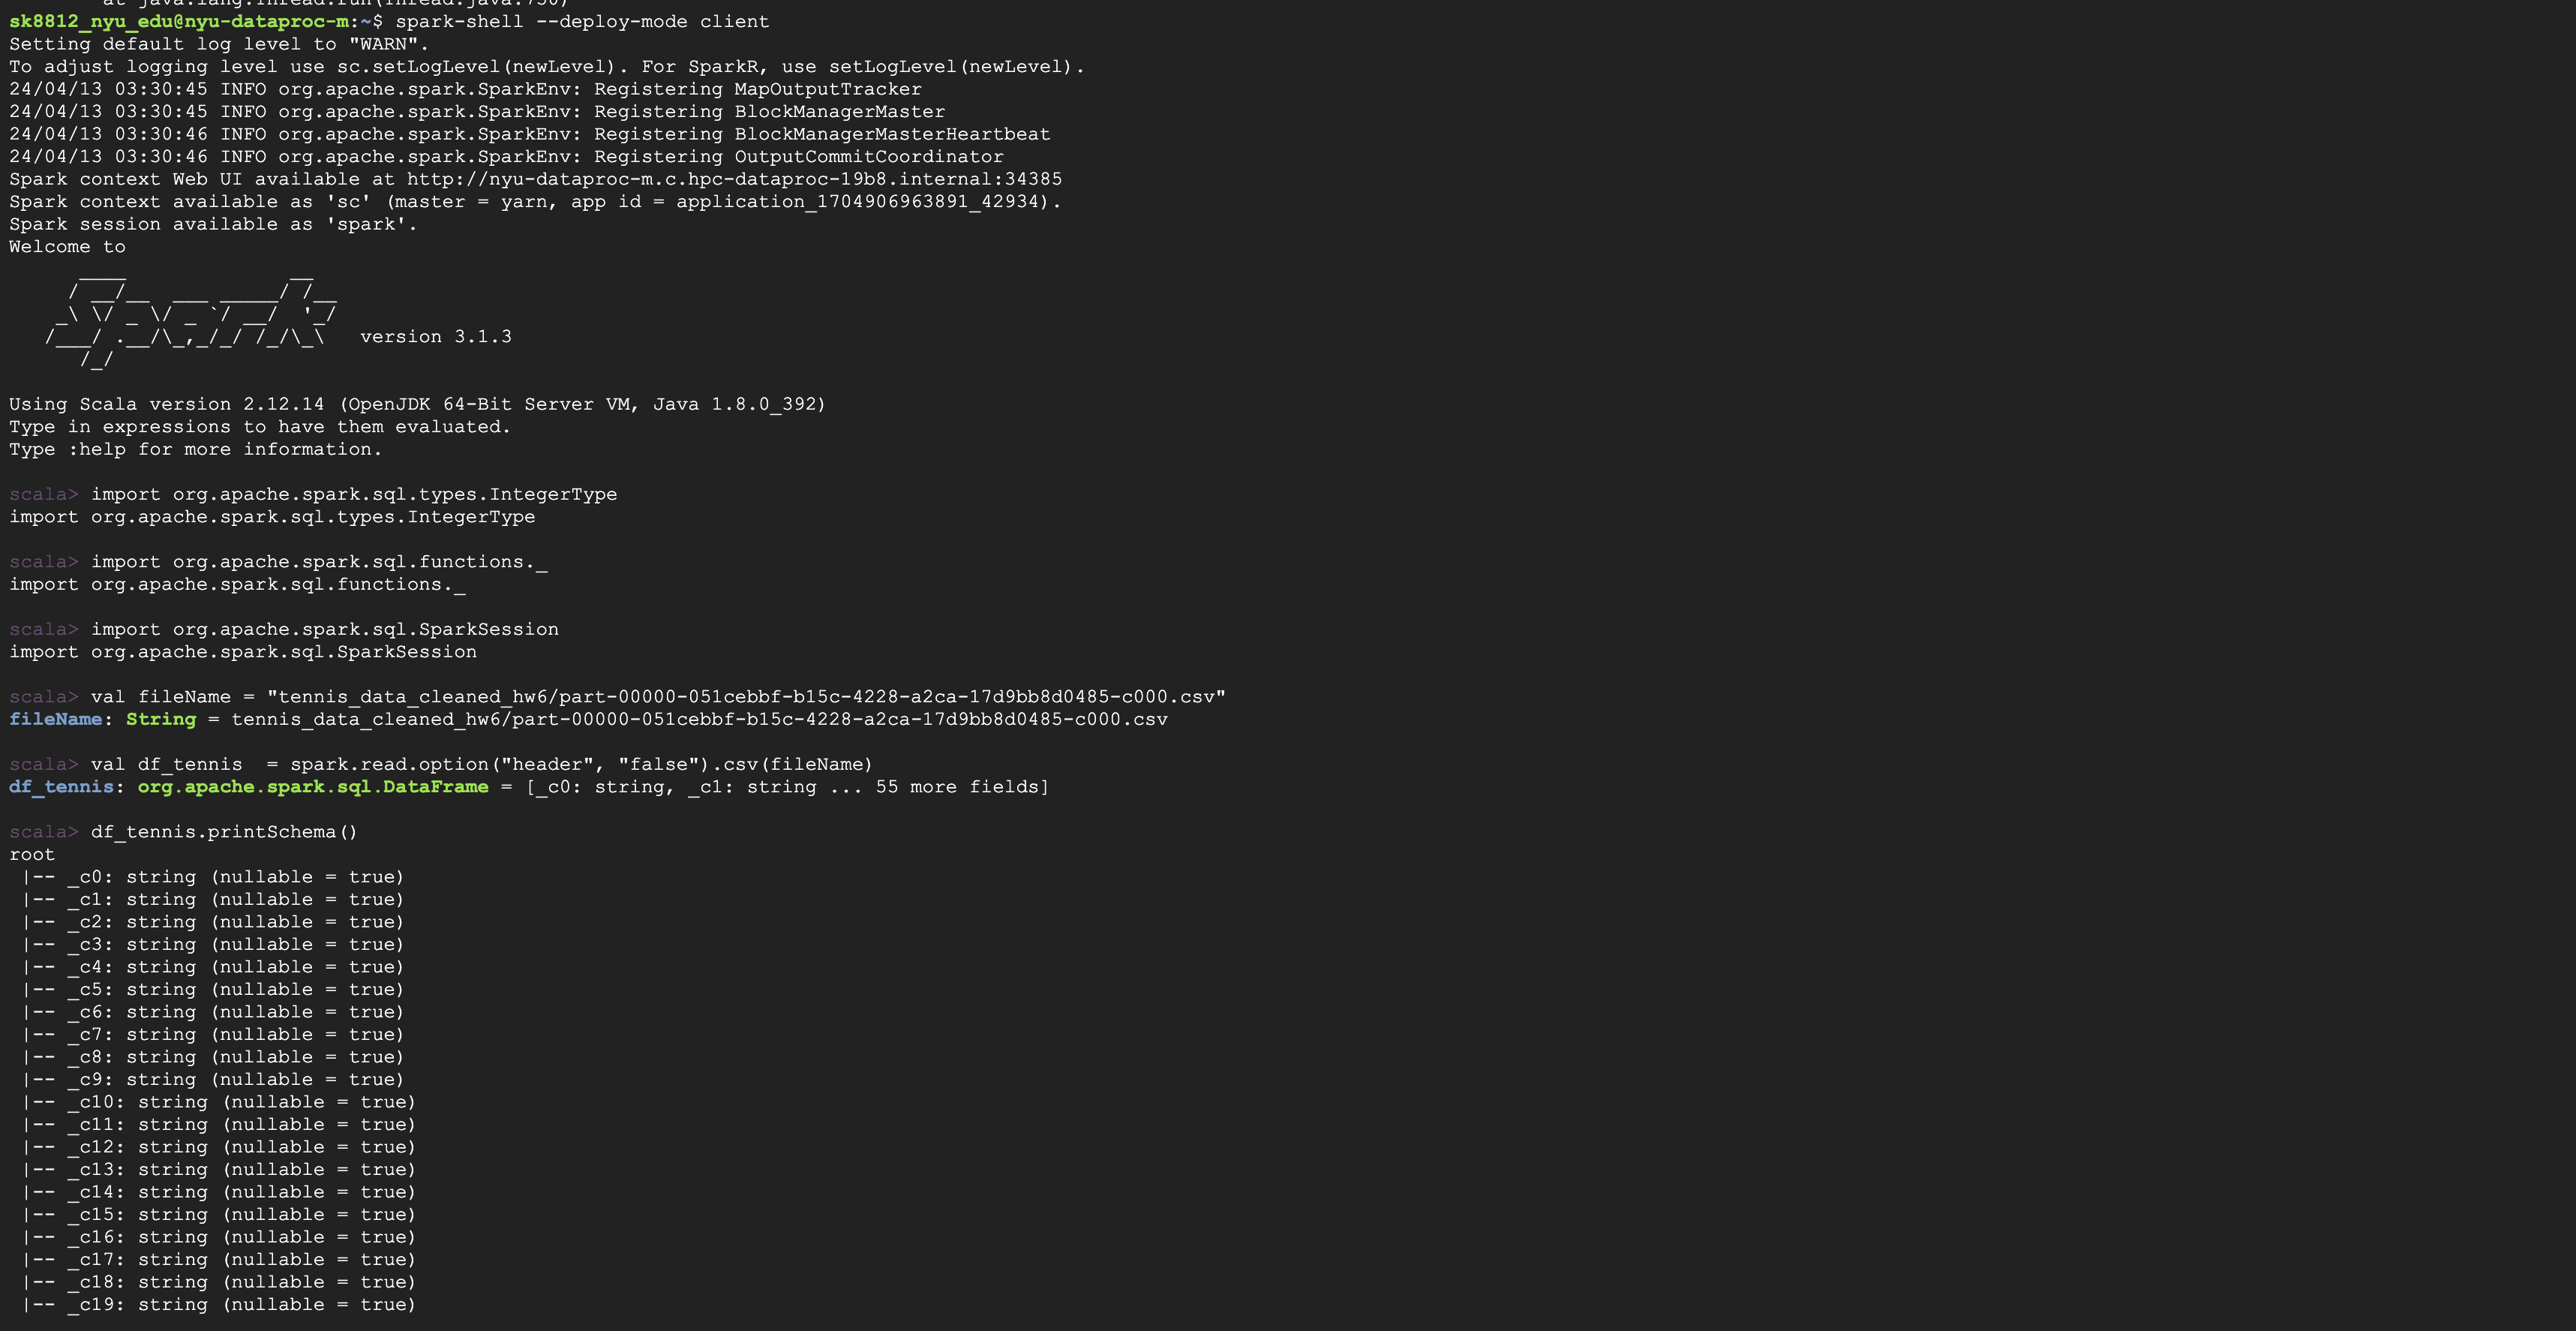 at java.lang.Thread.run(Thread.java:750)
sk8812_nyu_edu@nyu-dataproc-m:~$ spark-shell --deploy-mode client
Setting default log level to "WARN".
To adjust logging level use sc.setLogLevel(newLevel). For SparkR, use setLogLevel(newLevel).
24/04/13 03:30:45 INFO org.apache.spark.SparkEnv: Registering MapOutputTracker
24/04/13 03:30:45 INFO org.apache.spark.SparkEnv: Registering BlockManagerMaster
24/04/13 03:30:46 INFO org.apache.spark.SparkEnv: Registering BlockManagerMasterHeartbeat
24/04/13 03:30:46 INFO org.apache.spark.SparkEnv: Registering OutputCommitCoordinator
Spark context Web UI available at http://nyu-dataproc-m.c.hpc-dataproc-19b8.internal:34385
Spark context available as 'sc' (master = yarn, app id = application_1704906963891_42934).
Spark session available as 'spark'.
Welcome to
      ____              __
     / __/__  ___ _____/ /__
    _\ \/ _ \/ _ `/ __/  '_/
   /___/ .__/\_,_/_/ /_/\_\   version 3.1.3
      /_/
Using Scala version 2.12.14 (OpenJDK 64-Bit Server VM, Java 1.8.0_392)
Type in expressions to have them evaluated.
Type :help for more information.
scala> import org.apache.spark.sql.types.IntegerType
import org.apache.spark.sql.types.IntegerType
scala> import org.apache.spark.sql.functions._
import org.apache.spark.sql.functions._
scala> import org.apache.spark.sql.SparkSession
import org.apache.spark.sql.SparkSession
scala> val fileName = "tennis_data_cleaned_hw6/part-00000-051cebbf-b15c-4228-a2ca-17d9bb8d0485-c000.csv"
fileName: String = tennis_data_cleaned_hw6/part-00000-051cebbf-b15c-4228-a2ca-17d9bb8d0485-c000.csv
scala> val df_tennis  = spark.read.option("header", "false").csv(fileName)
df_tennis: org.apache.spark.sql.DataFrame = [_c0: string, _c1: string ... 55 more fields]
scala> df_tennis.printSchema()
root
 |-- _c0: string (nullable = true)
 |-- _c1: string (nullable = true)
 |-- _c2: string (nullable = true)
 |-- _c3: string (nullable = true)
 |-- _c4: string (nullable = true)
 |-- _c5: string (nullable = true)
 |-- _c6: string (nullable = true)
 |-- _c7: string (nullable = true)
 |-- _c8: string (nullable = true)
 |-- _c9: string (nullable = true)
 |-- _c10: string (nullable = true)
 |-- _c11: string (nullable = true)
 |-- _c12: string (nullable = true)
 |-- _c13: string (nullable = true)
 |-- _c14: string (nullable = true)
 |-- _c15: string (nullable = true)
 |-- _c16: string (nullable = true)
 |-- _c17: string (nullable = true)
 |-- _c18: string (nullable = true)
 |-- _c19: string (nullable = true)